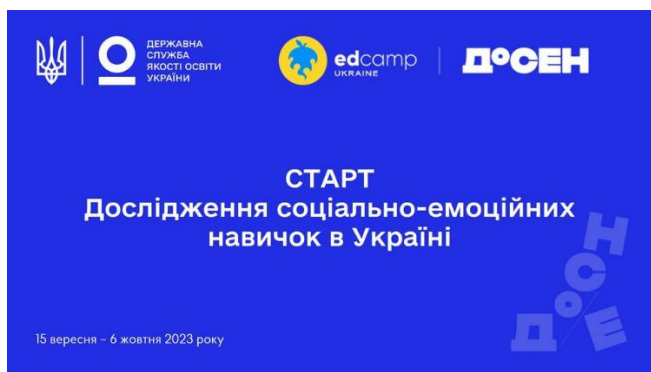 ДЕРЖАВНА
СЛУЖБА
ЯКОСТІ ОСВІТИ
УКРАЇНИ
edcamp
UKRAINE
ДОСЕН
СТАРТ
Дослідження соціально-емоційних
навичок в Україні
15 вересня – 6 жовтня 2023 року
ДОСЕН